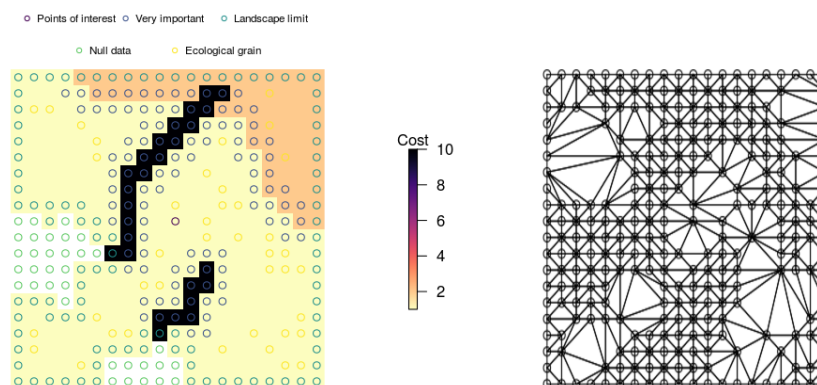 Points of interest Very important Landscape limit
Null data Ecological grain
Cost
10
8
6
4
2